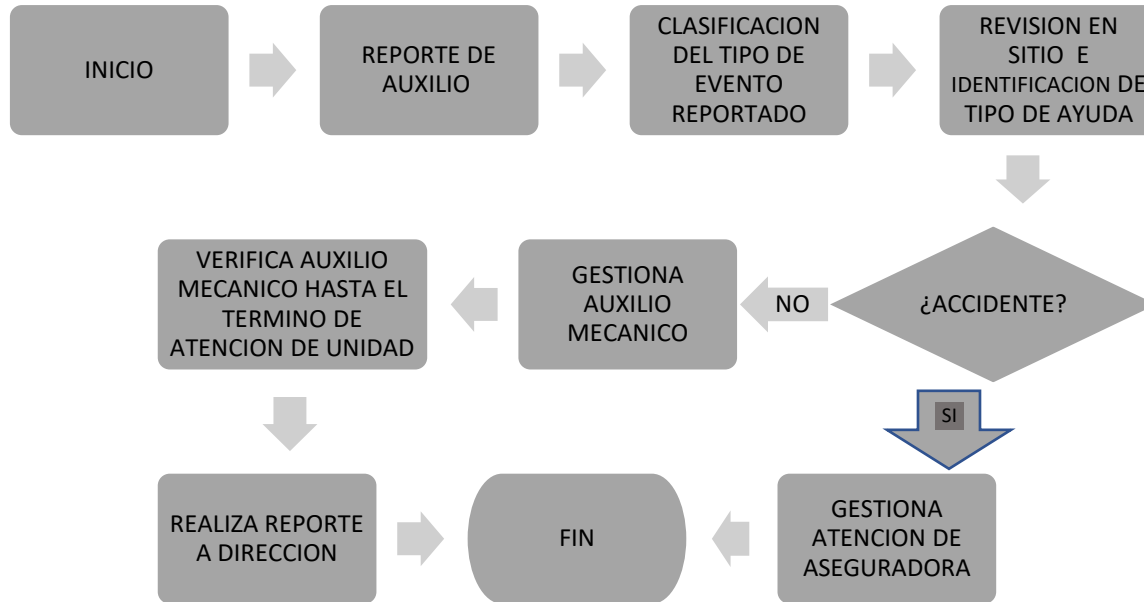 INICIO
REPORTE DE
AUXILIO
CLASIFICACION
DEL TIPO DE
EVENTO
REPORTADO
REVISION EN
SITIO E
IDENTIFICACION DE
TIPO DE AYUDA
¿ACCIDENTE?
NO
GESTIONA
AUXILIO
MECANICO
VERIFICA AUXILIO
MECANICO HASTA EL
TERMINO DE
ATENCION DE UNIDAD
SI
REALIZA REPORTE
A DIRECCION
FIN
GESTIONA
ATENCION DE
ASEGURADORA